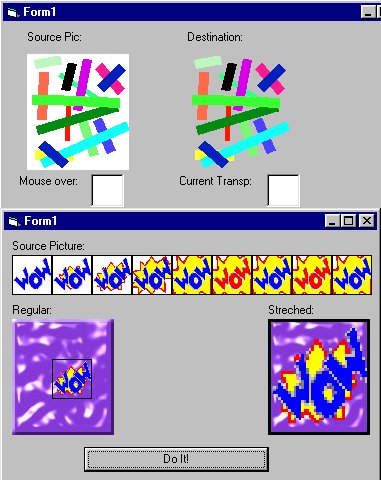 Form1
Source Pic: Destination:
Mouse over: Current Transp:
Form1
Source Picture:
WOW WOW WOW WOW WOW WOW WOW WOW WOW
Regular: Streched:
WOW WOW
Do It!